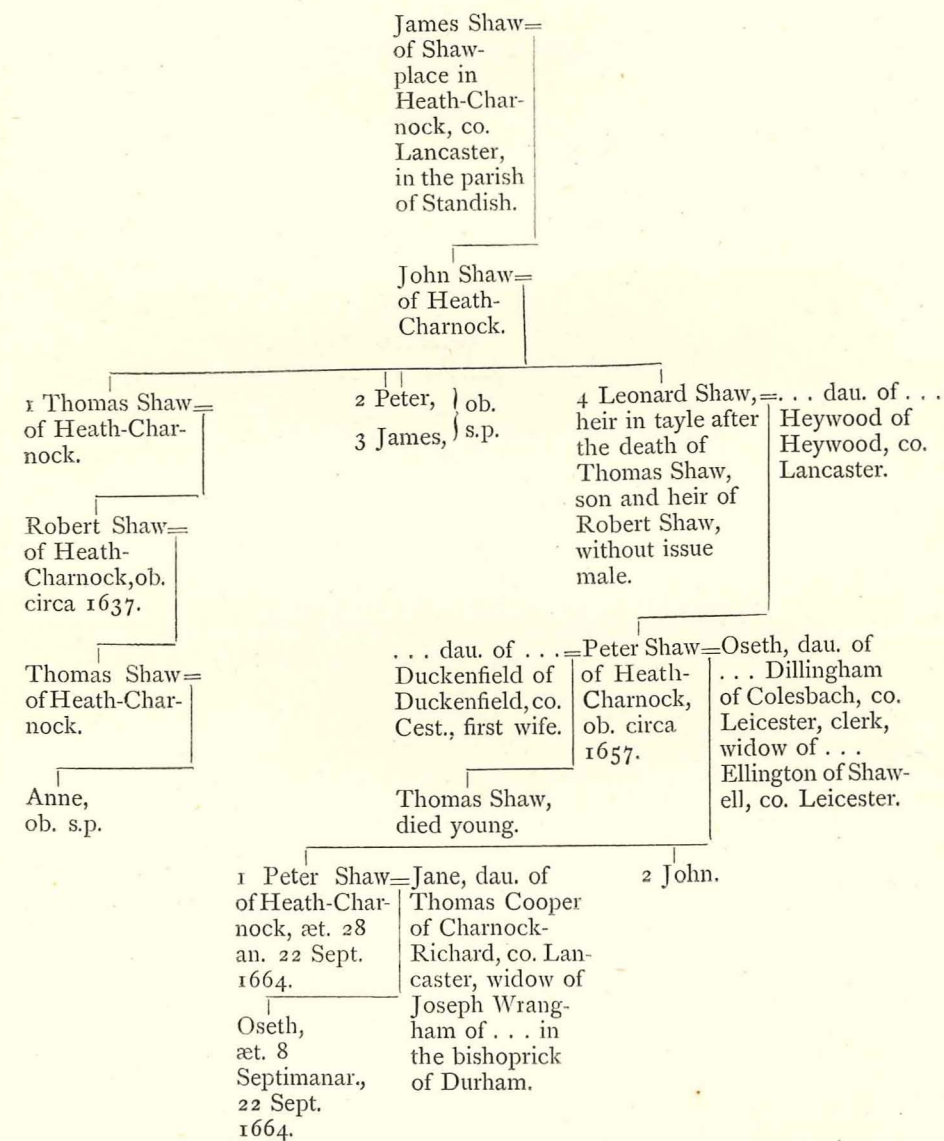 James Shaw=
of Shaw-
place in
Heath-Char-
nock, co.
Lancaster,
in the parish
of Standish.
John Shaw=
of Heath-
Charnock.
1 Thomas Shaw=
of Heath-Char-
nock.
2 Peter,
3 James,
} ob.
s.p.
4 Leonard Shaw,=
heir in tayle after
the death of
Thomas Shaw,
son and heir of
Robert Shaw,
without issue
male.
. . . dau. of . . .
Heywood of
Heywood, co.
Lancaster.
Robert Shaw=
of Heath-
Charnock, ob.
circa 1637.
Thomas Shaw=
of Heath-Char-
nock.
. . . dau. of . . .=
Duckenfield of
Duckenfield, co.
Cest., first wife.
Peter Shaw=
of Heath-
Charnock,
ob. circa
1657.
Oseth, dau. of
. . . Dillingham
of Colesbach, co.
Leicester, clerk,
widow of . . .
Ellington of Shaw-
ell, co. Leicester.
Anne,
ob. s.p.
Thomas Shaw,
died young.
1 Peter Shaw=
of Heath-Char-
nock, æt. 28
an. 22 Sept.
1664.
Jane, dau. of
Thomas Cooper
of Charnock-
Richard, co. Lan-
caster, widow of
Joseph Wrang-
ham of . . . in
the bishoprick
of Durham.
2 John.
Oseth,
æt. 8
Septimanar.,
22 Sept.
1664.